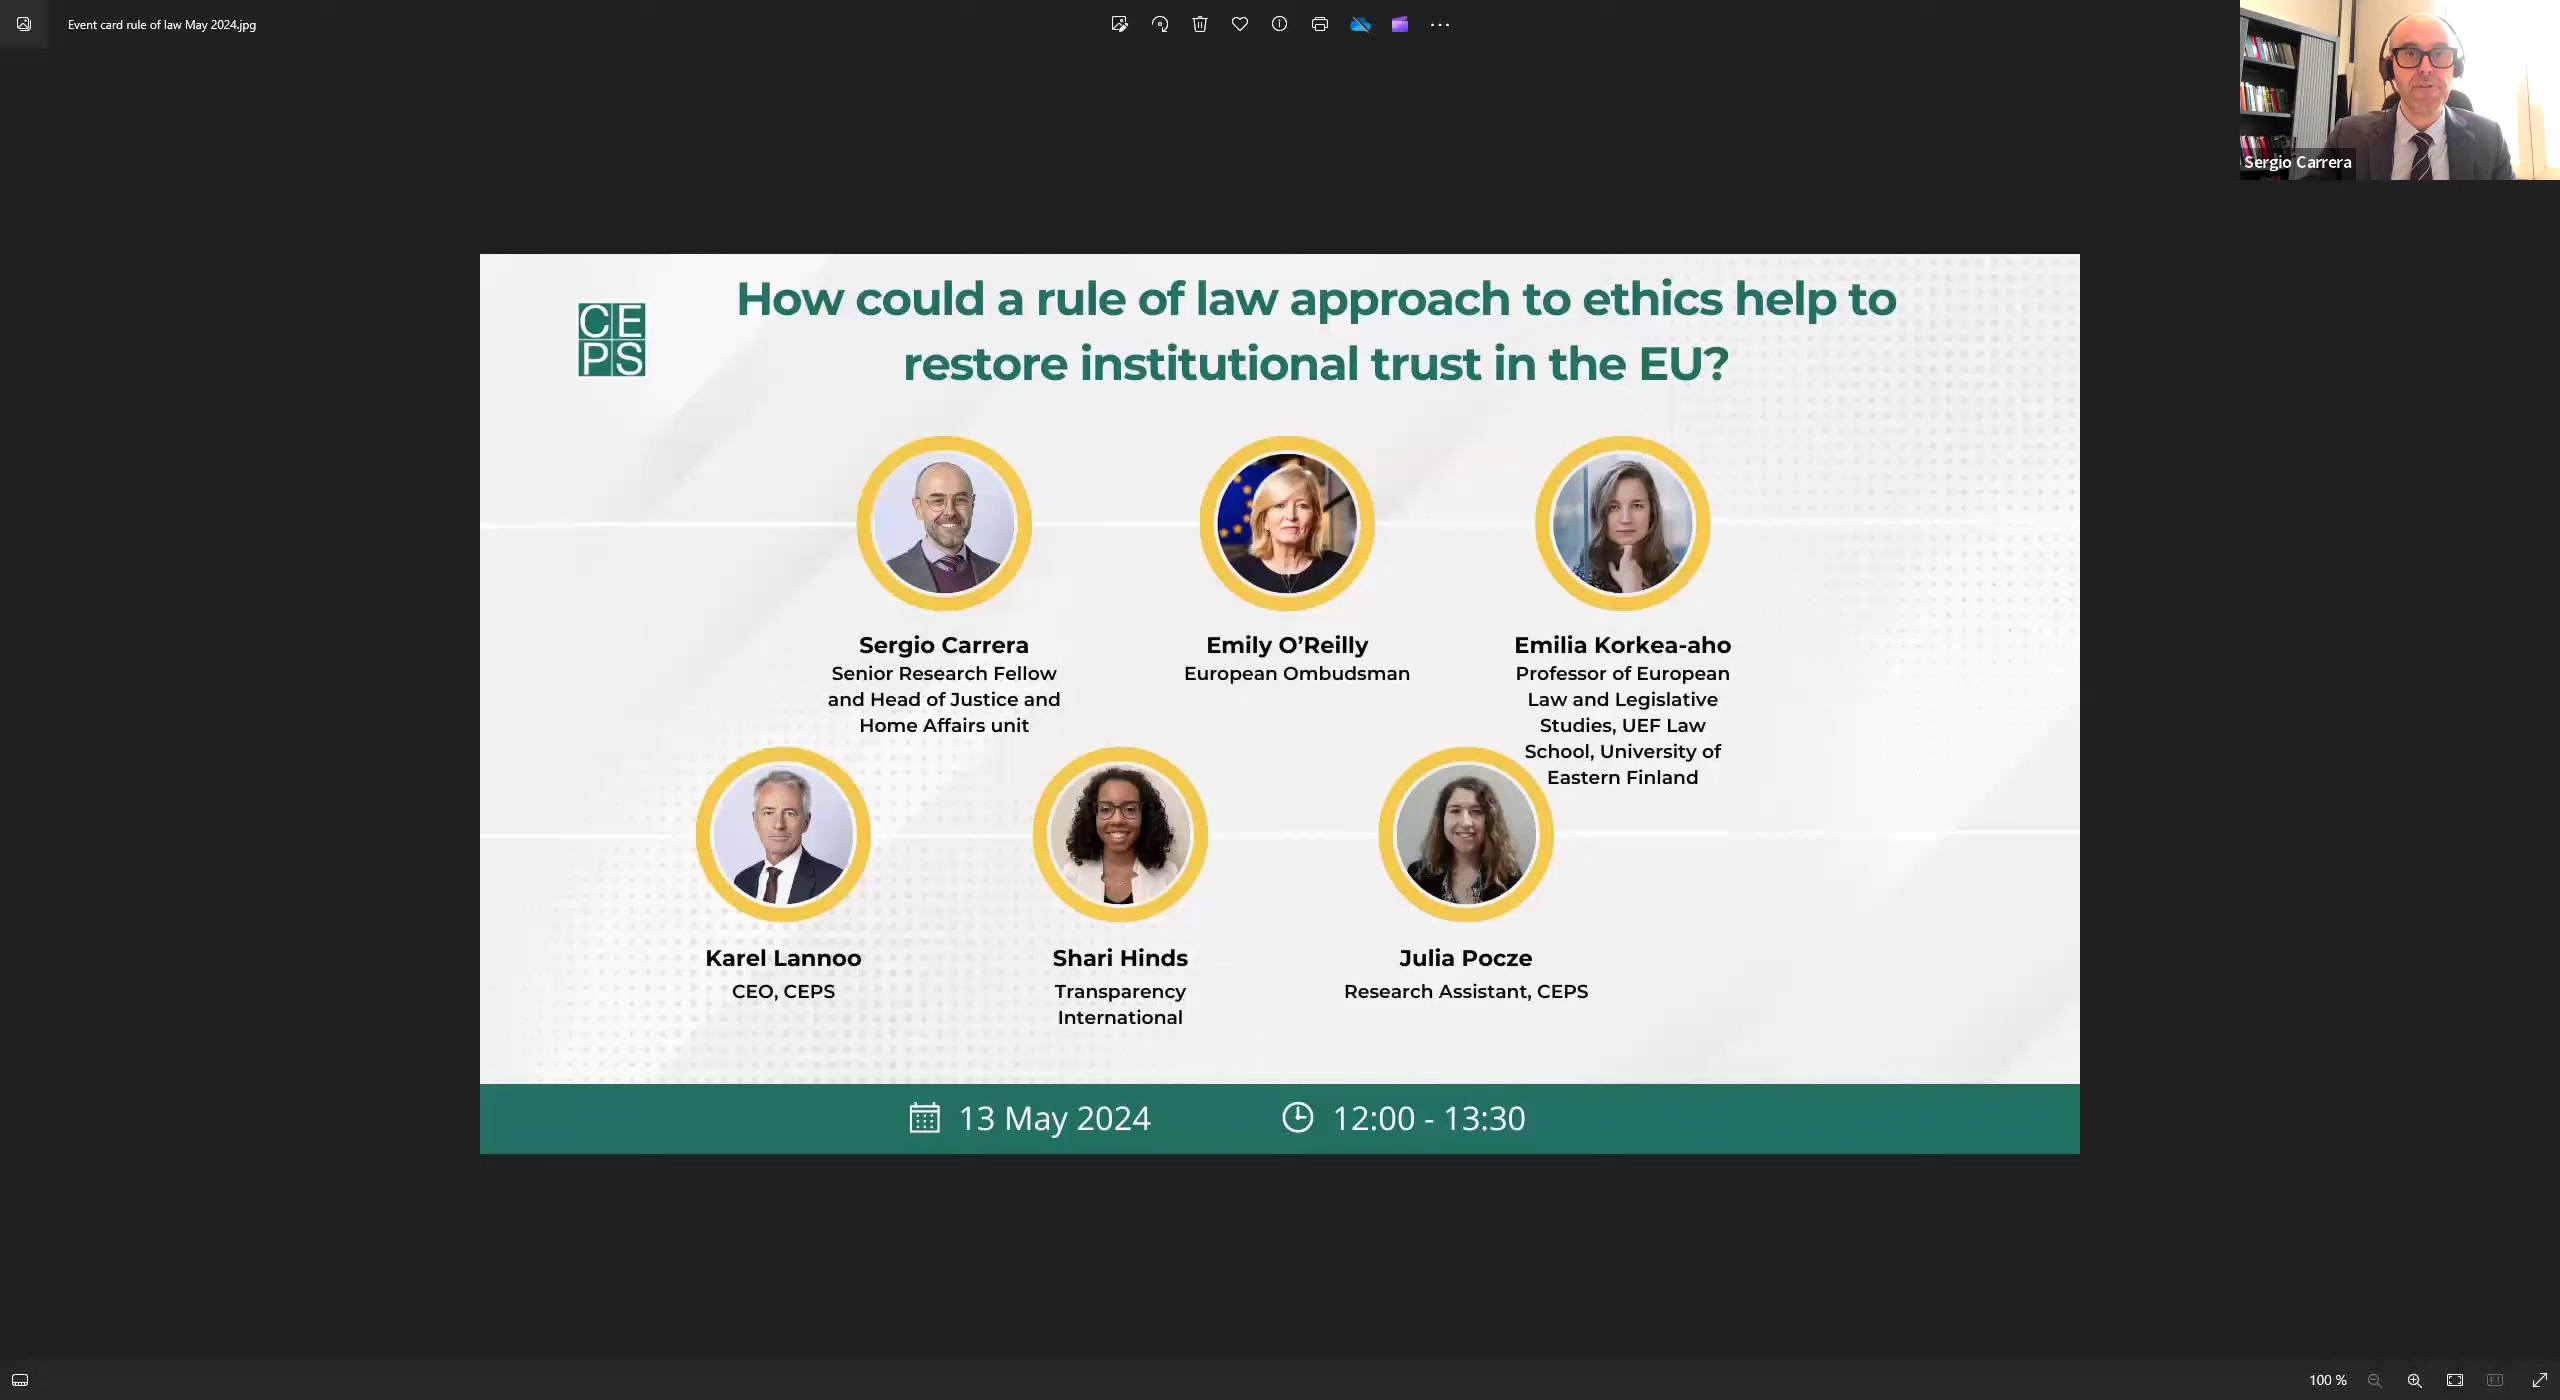 Event card rule of law May 2024.jpg
Sergio Carrera
CE
PS
How could a rule of law approach to ethics help to
restore institutional trust in the EU?
Sergio Carrera
Senior Research Fellow
and Head of Justice and
Home Affairs unit
Emily O’Reilly
European Ombudsman
Emilia Korkea-aho
Professor of European
Law and Legislative
Studies, UEF Law
School, University of
Eastern Finland
Karel Lannoo
CEO, CEPS
Shari Hinds
Transparency
International
Julia Pocze
Research Assistant, CEPS
13 May 2024
12:00 - 13:30
100 %